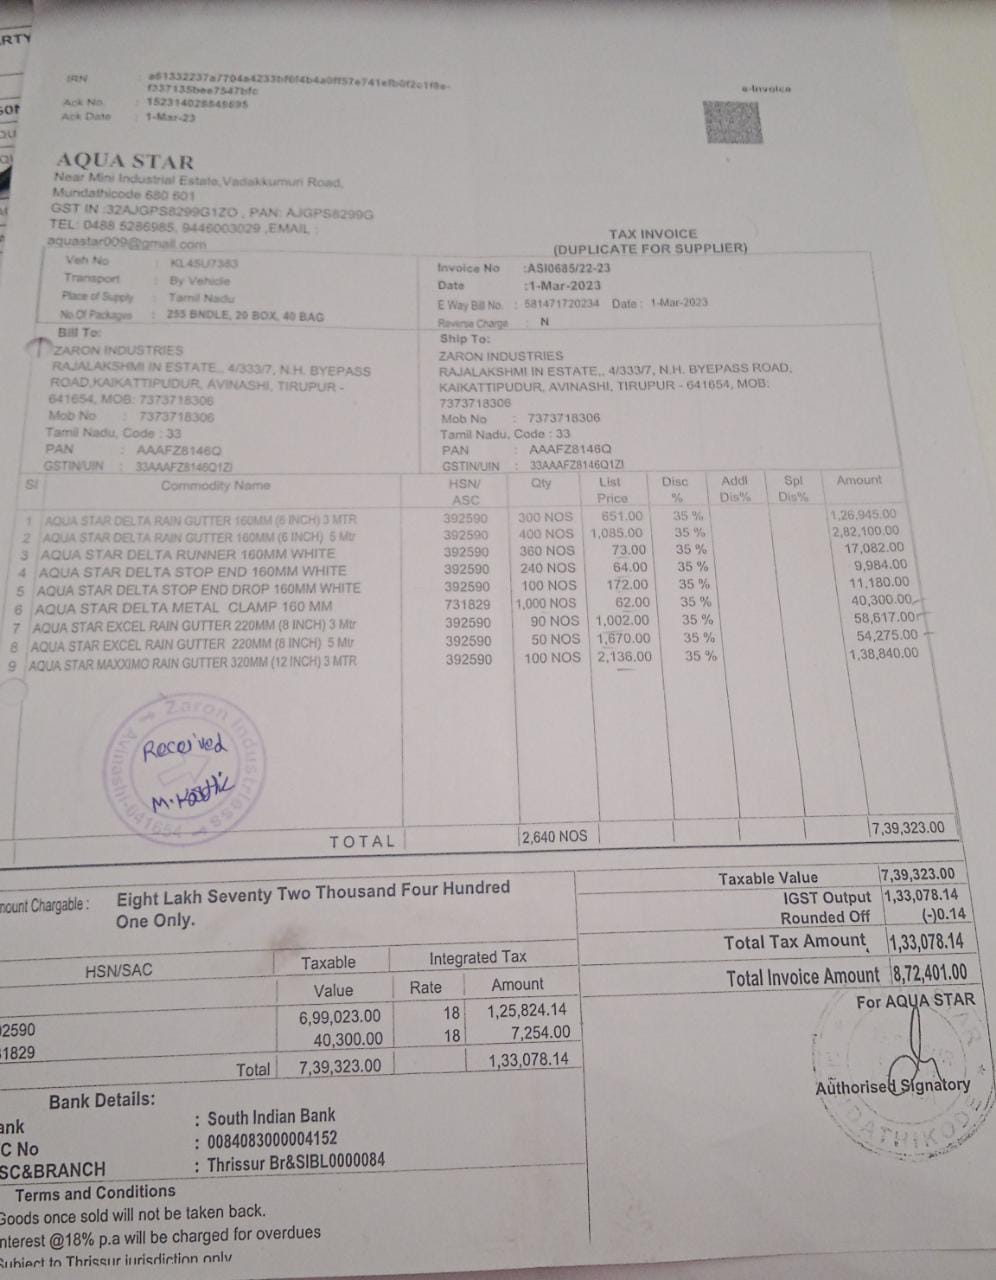 e-Invoice
IRN : a61332237a7704a4233bf6f4b4a0ff57e741efb0f2c1f8e-
f337135bee7547bfc
Ack No. : 152314028848695
Ack Date : 1-Mar-23
AQUA STAR
Near Mini Industrial Estate,Vadakkumuri Road,
Mundathicode 680 601
GST IN :32AJGPS8299G1ZO , PAN: AJGPS8299G
TEL: 0488 5286985, 9446003029 ,EMAIL :
aquastar009@gmail.com
TAX INVOICE
(DUPLICATE FOR SUPPLIER)
Veh No : KL45U7383
Transport : By Vehicle
Place of Supply : Tamil Nadu
No.Of Packages : 255 BNDLE, 20 BOX, 40 BAG
Invoice No :ASI0685/22-23
Date :1-Mar-2023
E Way Bill No. : 581471720234 Date : 1-Mar-2023
Reverse Charge : N
Bill To:
ZARON INDUSTRIES
RAJALAKSHMI IN ESTATE,, 4/333/7, N.H. BYEPASS
ROAD,KAIKATTIPUDUR, AVINASHI, TIRUPUR -
641654, MOB: 7373718306
Mob No : 7373718306
Tamil Nadu, Code : 33
PAN : AAAFZ8146Q
GSTIN/UIN : 33AAAFZ8146Q1ZI
Ship To:
ZARON INDUSTRIES
RAJALAKSHMI IN ESTATE,, 4/333/7, N.H. BYEPASS ROAD,
KAIKATTIPUDUR, AVINASHI, TIRUPUR - 641654, MOB:
7373718306
Mob No : 7373718306
Tamil Nadu, Code : 33
PAN : AAAFZ8146Q
GSTIN/UIN : 33AAAFZ8146Q1ZI
Sl Commodity Name HSN/ASC Qty List Price Disc % Addl Dis% Spl Dis% Amount
1 AQUA STAR DELTA RAIN GUTTER 160MM (6 INCH) 3 MTR 392590 300 NOS 651.00 35 % 1,26,945.00
2 AQUA STAR DELTA RAIN GUTTER 160MM (6 INCH) 5 Mtr 392590 400 NOS 1,085.00 35 % 2,82,100.00
3 AQUA STAR DELTA RUNNER 160MM WHITE 392590 360 NOS 73.00 35 % 17,082.00
4 AQUA STAR DELTA STOP END 160MM WHITE 392590 240 NOS 64.00 35 % 9,984.00
5 AQUA STAR DELTA STOP END DROP 160MM WHITE 392590 100 NOS 172.00 35 % 11,180.00
6 AQUA STAR DELTA METAL CLAMP 160 MM 731829 1,000 NOS 62.00 35 % 40,300.00
7 AQUA STAR EXCEL RAIN GUTTER 220MM (8 INCH) 3 Mtr 392590 90 NOS 1,002.00 35 % 58,617.00
8 AQUA STAR EXCEL RAIN GUTTER 220MM (8 INCH) 5 Mtr 392590 50 NOS 1,670.00 35 % 54,275.00
9 AQUA STAR MAXXIMO RAIN GUTTER 320MM (12 INCH) 3 MTR 392590 100 NOS 2,136.00 35 % 1,38,840.00
Zaron Industries
Avinashi-641654
Received
TOTAL 2,640 NOS 7,39,323.00
mount Chargable : Eight Lakh Seventy Two Thousand Four Hundred
One Only.
Taxable Value 7,39,323.00
IGST Output 1,33,078.14
Rounded Off (-)0.14
Total Tax Amount 1,33,078.14
Total Invoice Amount 8,72,401.00
HSN/SAC Taxable Value Integrated Tax Rate Amount
92590 6,99,023.00 18 1,25,824.14
31829 40,300.00 18 7,254.00
Total 7,39,323.00 1,33,078.14
For AQUA STAR
Authorised Signatory
Bank Details:
ank : South Indian Bank
C No : 0084083000004152
SC&BRANCH : Thrissur Br&SIBL0000084
Terms and Conditions
Goods once sold will not be taken back.
nterest @18% p.a will be charged for overdues
Subject to Thrissur jurisdiction only